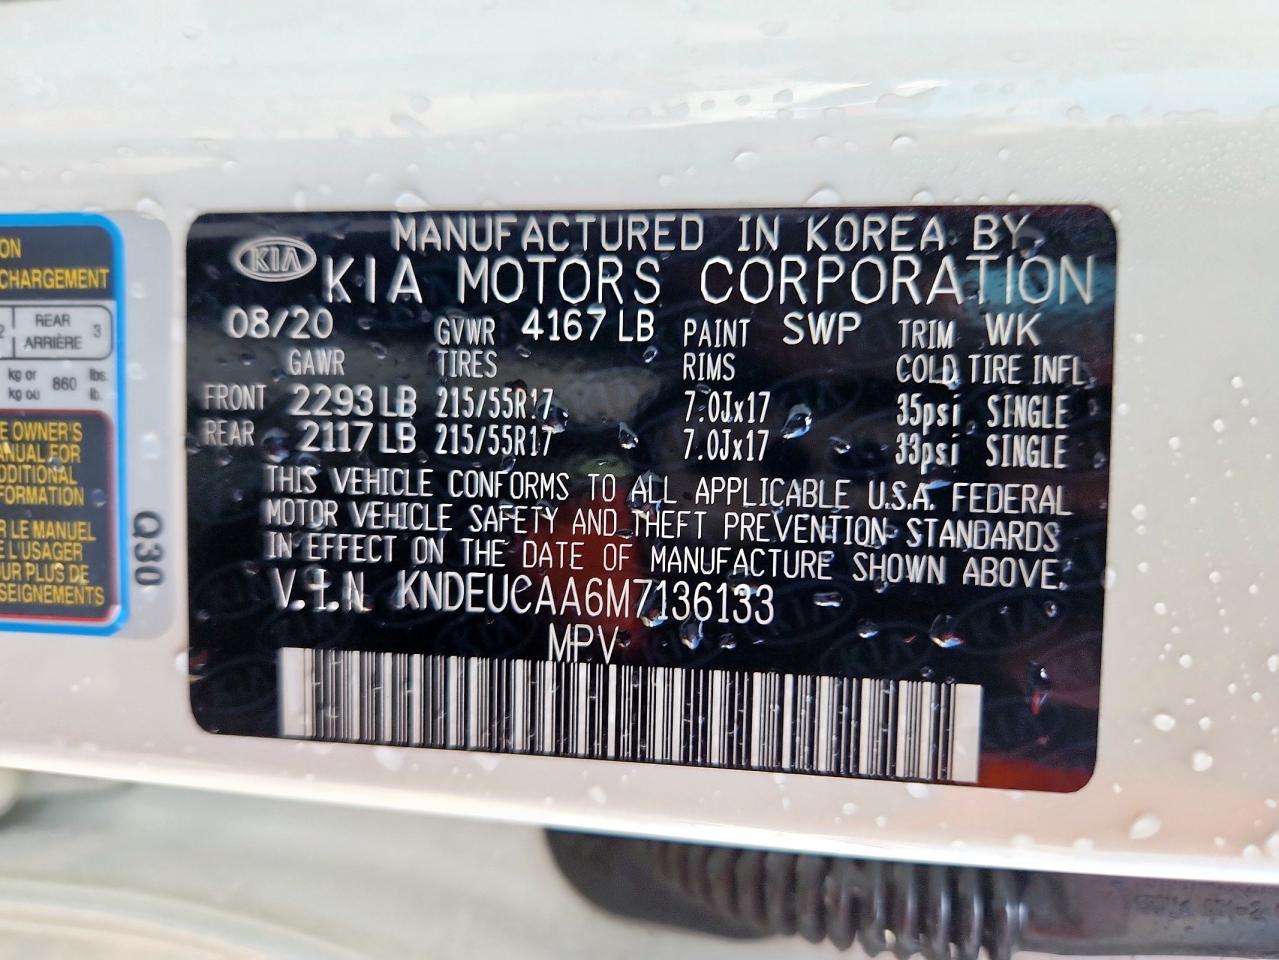 ON
CHARGEMENT
2 REAR 3
ARRIÈRE
kg or 860 lbs.
kg ou lb.
E OWNER'S
ANUAL FOR
DDITIONAL
FORMATION
R LE MANUEL
E L'USAGER
UR PLUS DE
SEIGNEMENTS
Q30
KIA
MANUFACTURED IN KOREA BY
KIA MOTORS CORPORATION
08/20 GVWR 4167 LB PAINT SWP TRIM WK
GAWR TIRES RIMS COLD TIRE INFL
FRONT 2293 LB 215/55R17 7.0Jx17 35psi SINGLE
REAR 2117 LB 215/55R17 7.0Jx17 33psi SINGLE
THIS VEHICLE CONFORMS TO ALL APPLICABLE U.S.A. FEDERAL
MOTOR VEHICLE SAFETY AND THEFT PREVENTION STANDARDS
IN EFFECT ON THE DATE OF MANUFACTURE SHOWN ABOVE.
V.I.N KNDEUCAA6M7136133
MPV